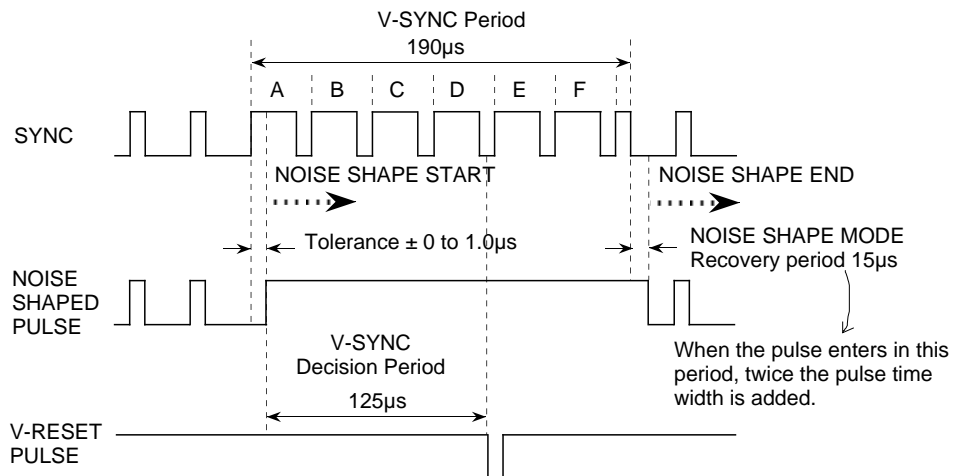 V-SYNC Period
190µs
A B C D E F
SYNC
NOISE SHAPE START
NOISE SHAPE END
Tolerance ± 0 to 1.0µs
NOISE SHAPE MODE
Recovery period 15µs
NOISE
SHAPED
PULSE
When the pulse enters in this
period, twice the pulse time
width is added.
V-SYNC
Decision Period
125µs
V-RESET
PULSE